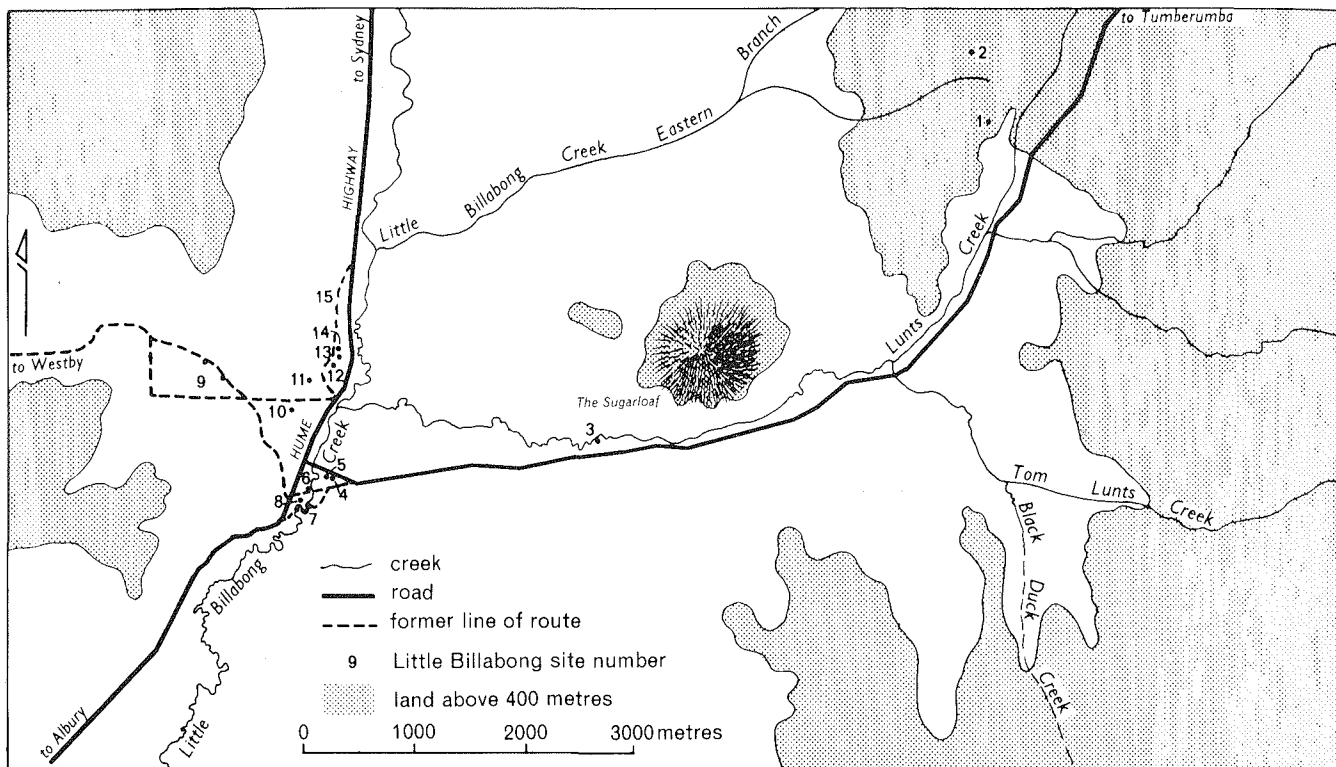 to Sydney
Branch
to Tumberumba
2
1
HIGHWAY
Eastern
Creek
Billabong
Little
Creek
15
14
13
12
11
to Westby
9
10
Lunts
The Sugarloaf
3
HUME
Creek
5
6
4
8
7
Tom Lunts Creek
Black Duck Creek
Billabong
Little
to Albury
creek
road
former line of route
9 Little Billabong site number
land above 400 metres
0 1000 2000 3000 metres